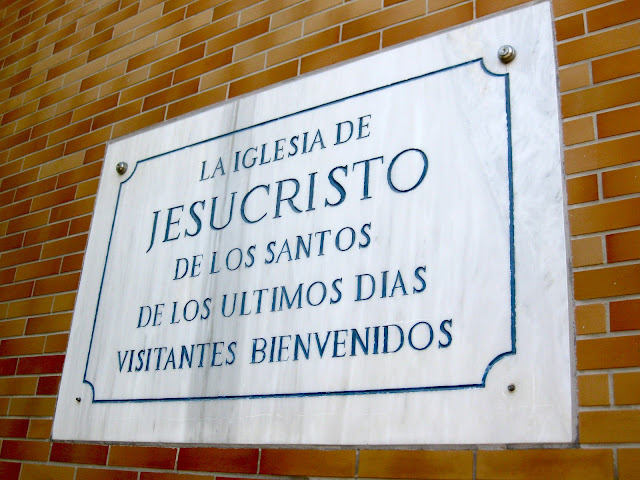 LA IGLESIA DE
JESUCRISTO
DE LOS SANTOS
DE LOS ULTIMOS DIAS
VISITANTES BIENVENIDOS